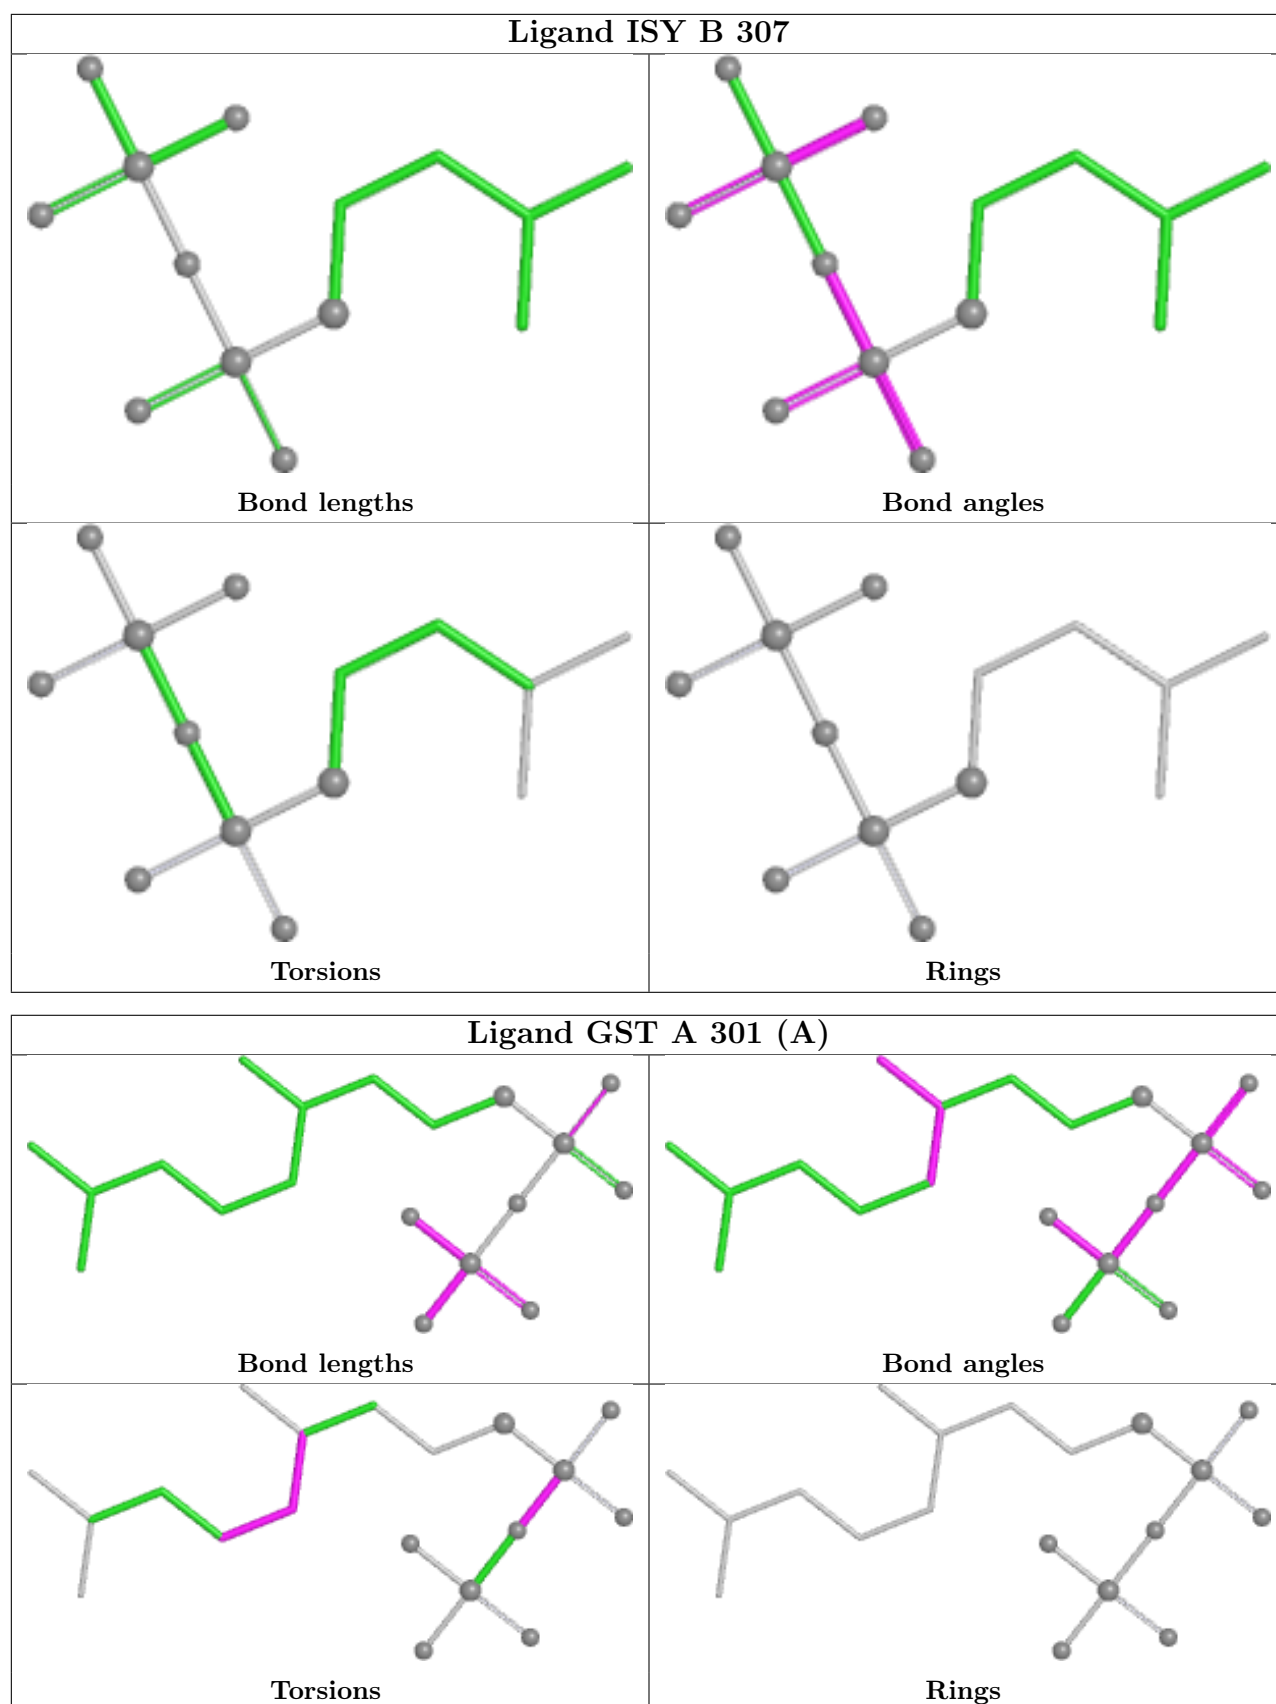 Ligand ISY B 307
Bond lengths
Bond angles
Torsions
Rings
Ligand GST A 301 (A)
Bond lengths
Bond angles
Torsions
Rings